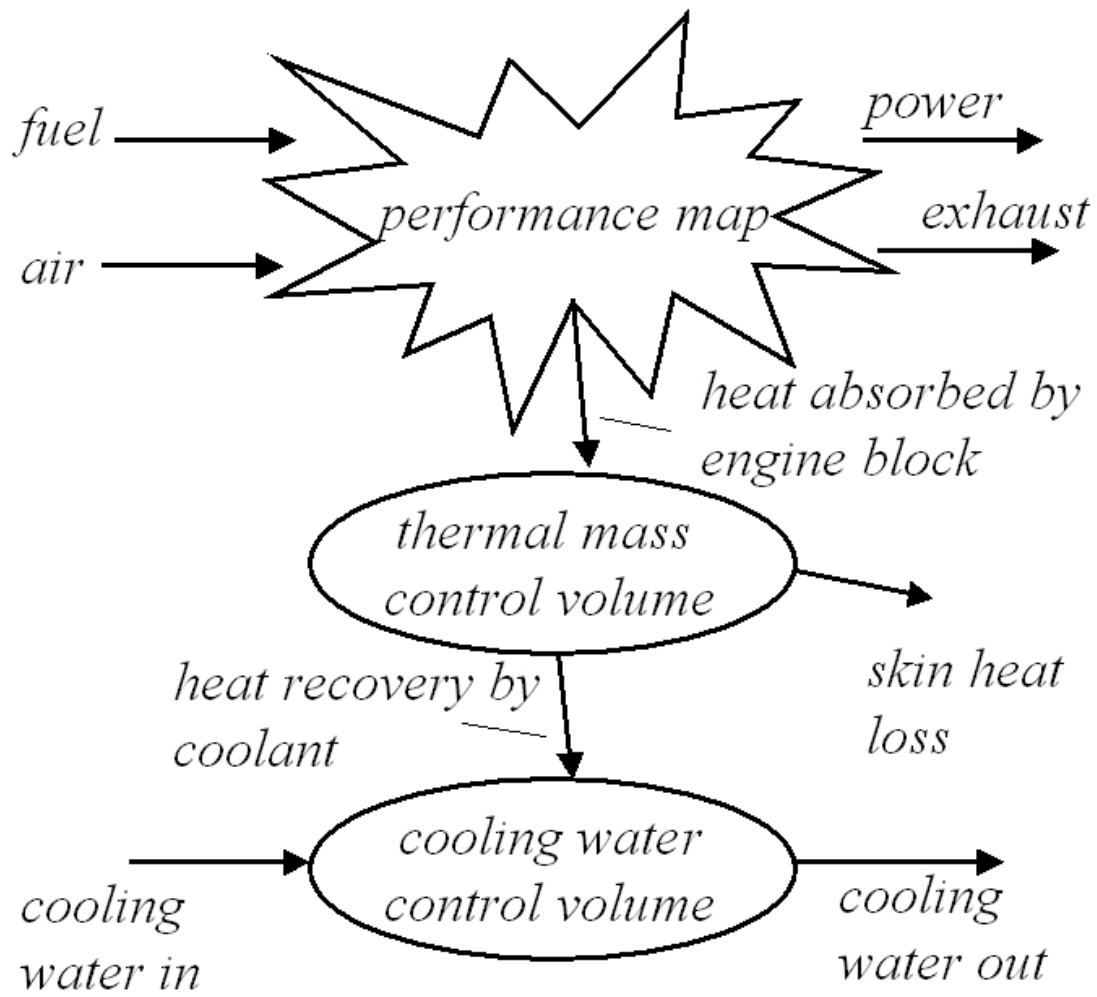 fuel
power
performance map
exhaust
air
heat absorbed by
engine block
thermal mass
control volume
skin heat
loss
heat recovery by
coolant
cooling water
control volume
cooling
water in
cooling
water out